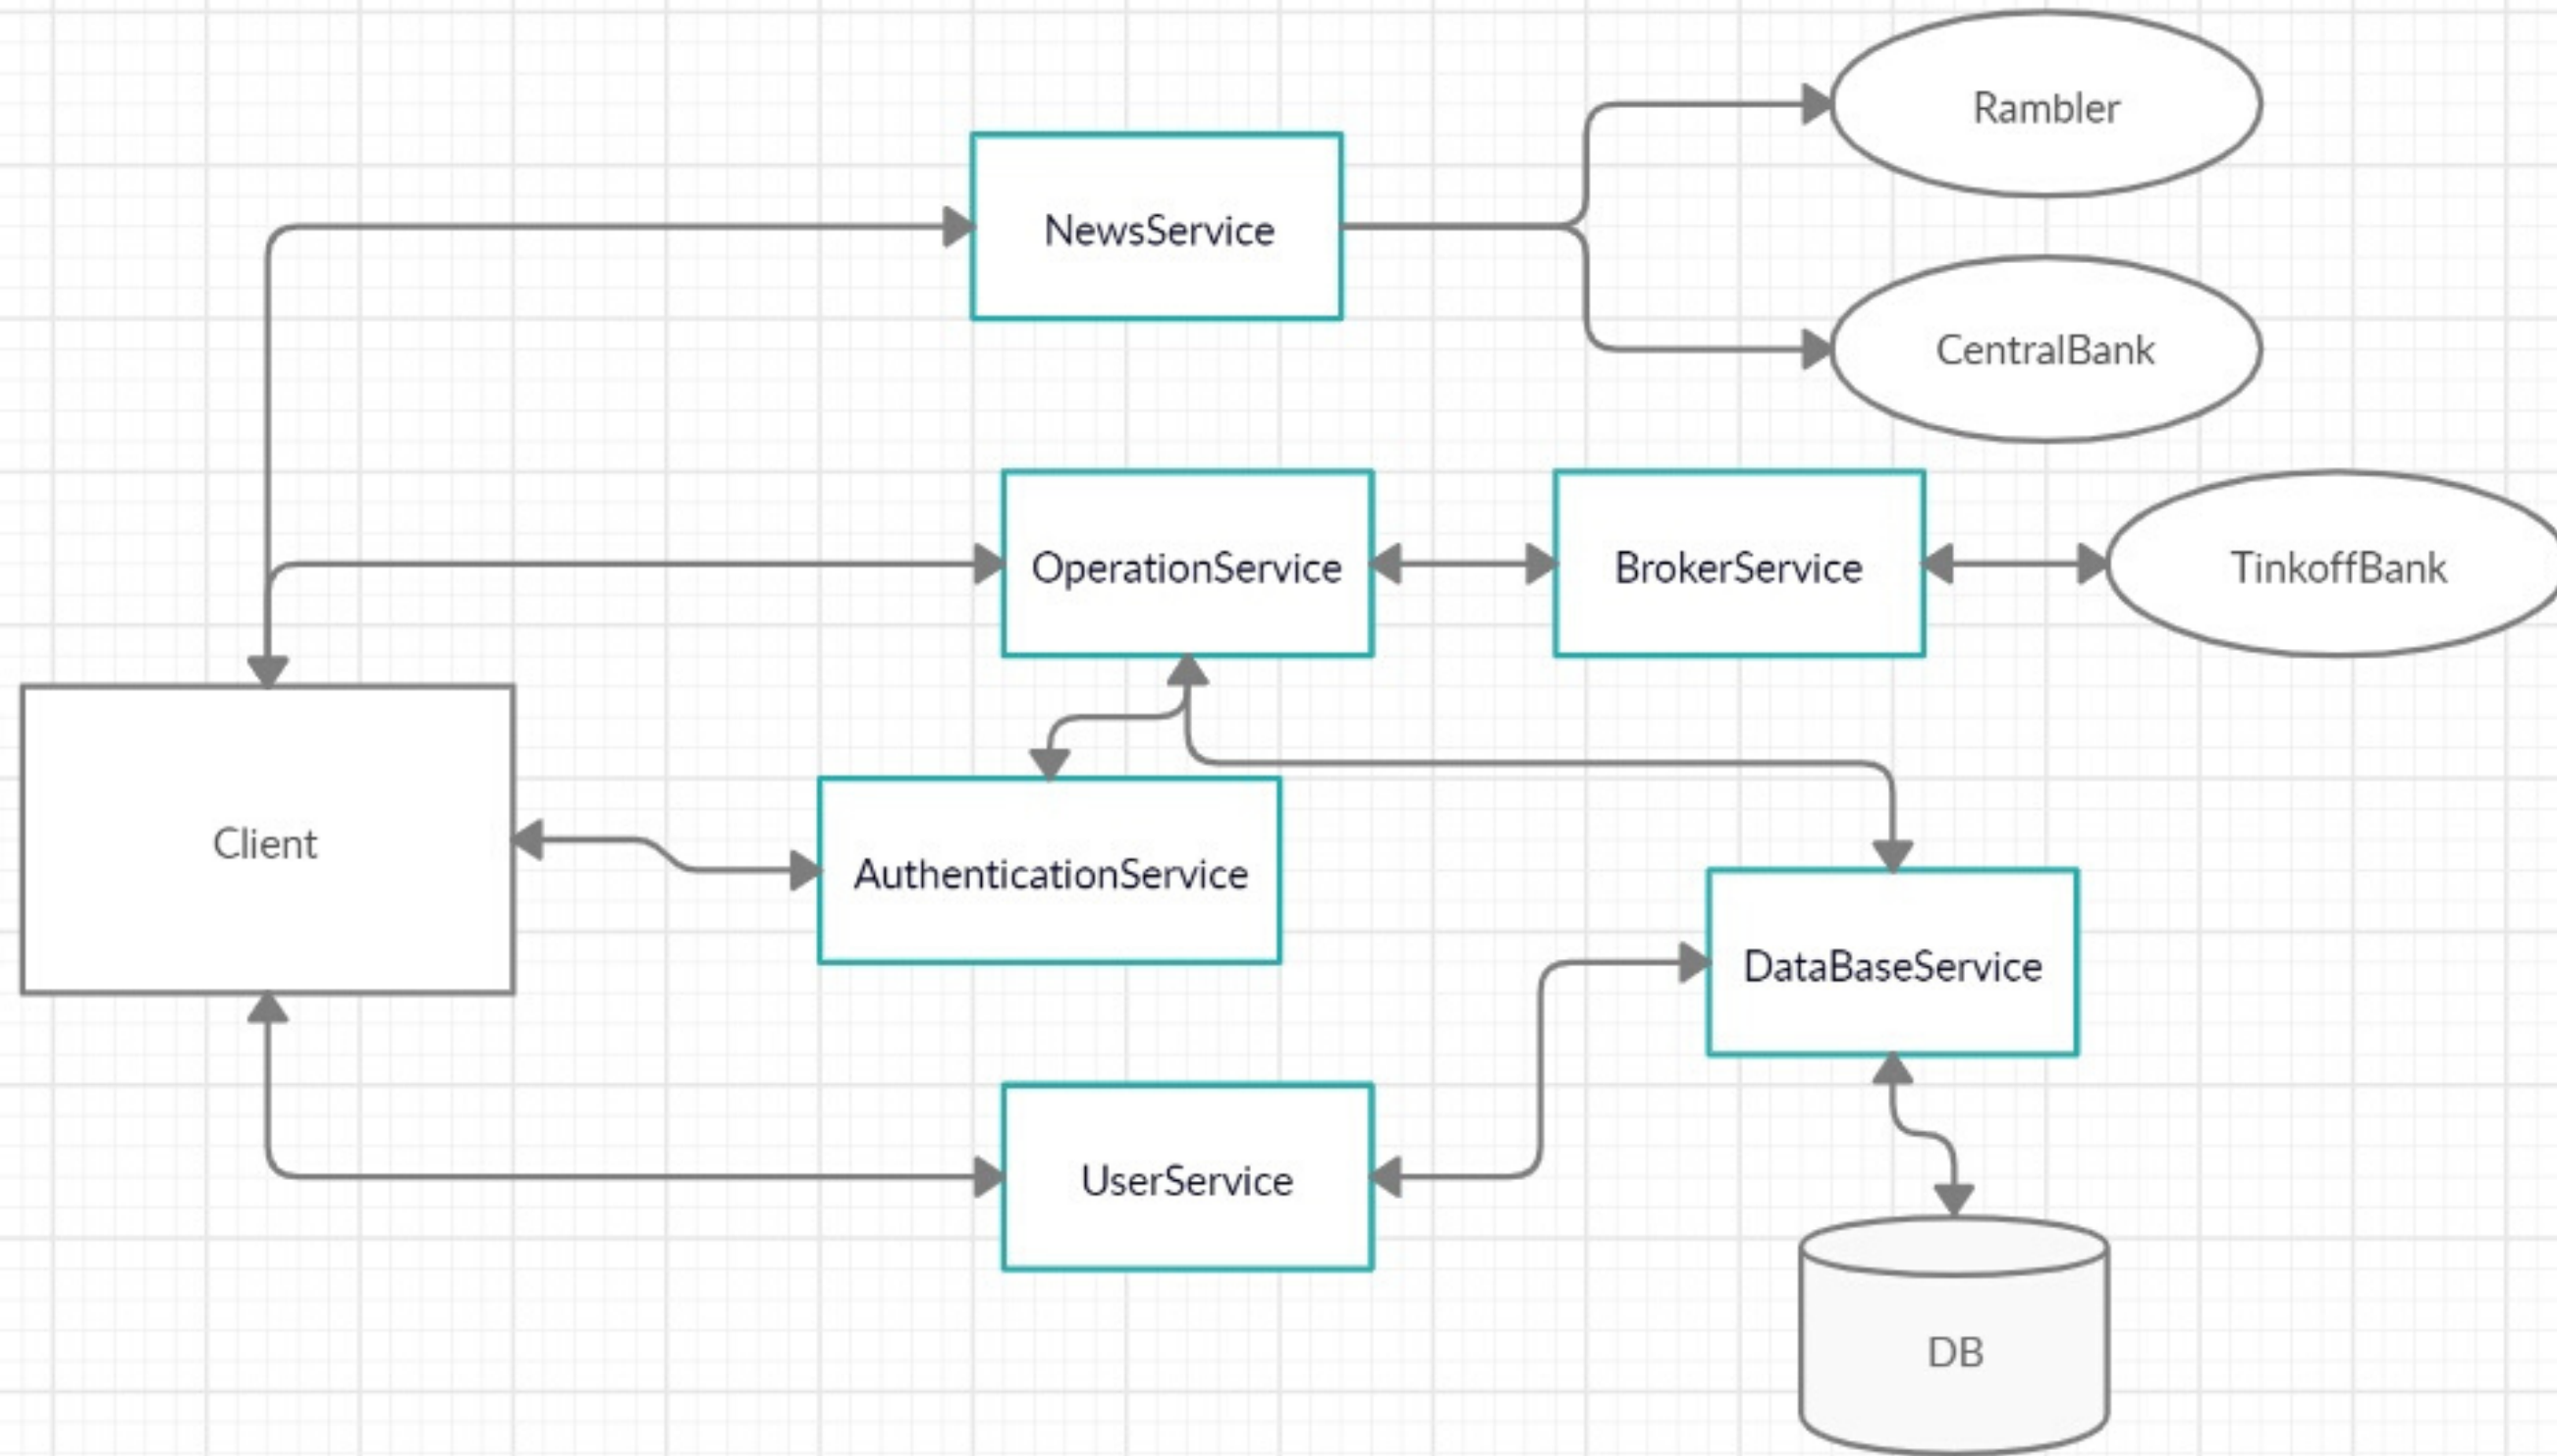 Rambler
NewsService
CentralBank
OperationService
BrokerService
TinkoffBank
Client
AuthenticationService
DataBaseService
UserService
DB